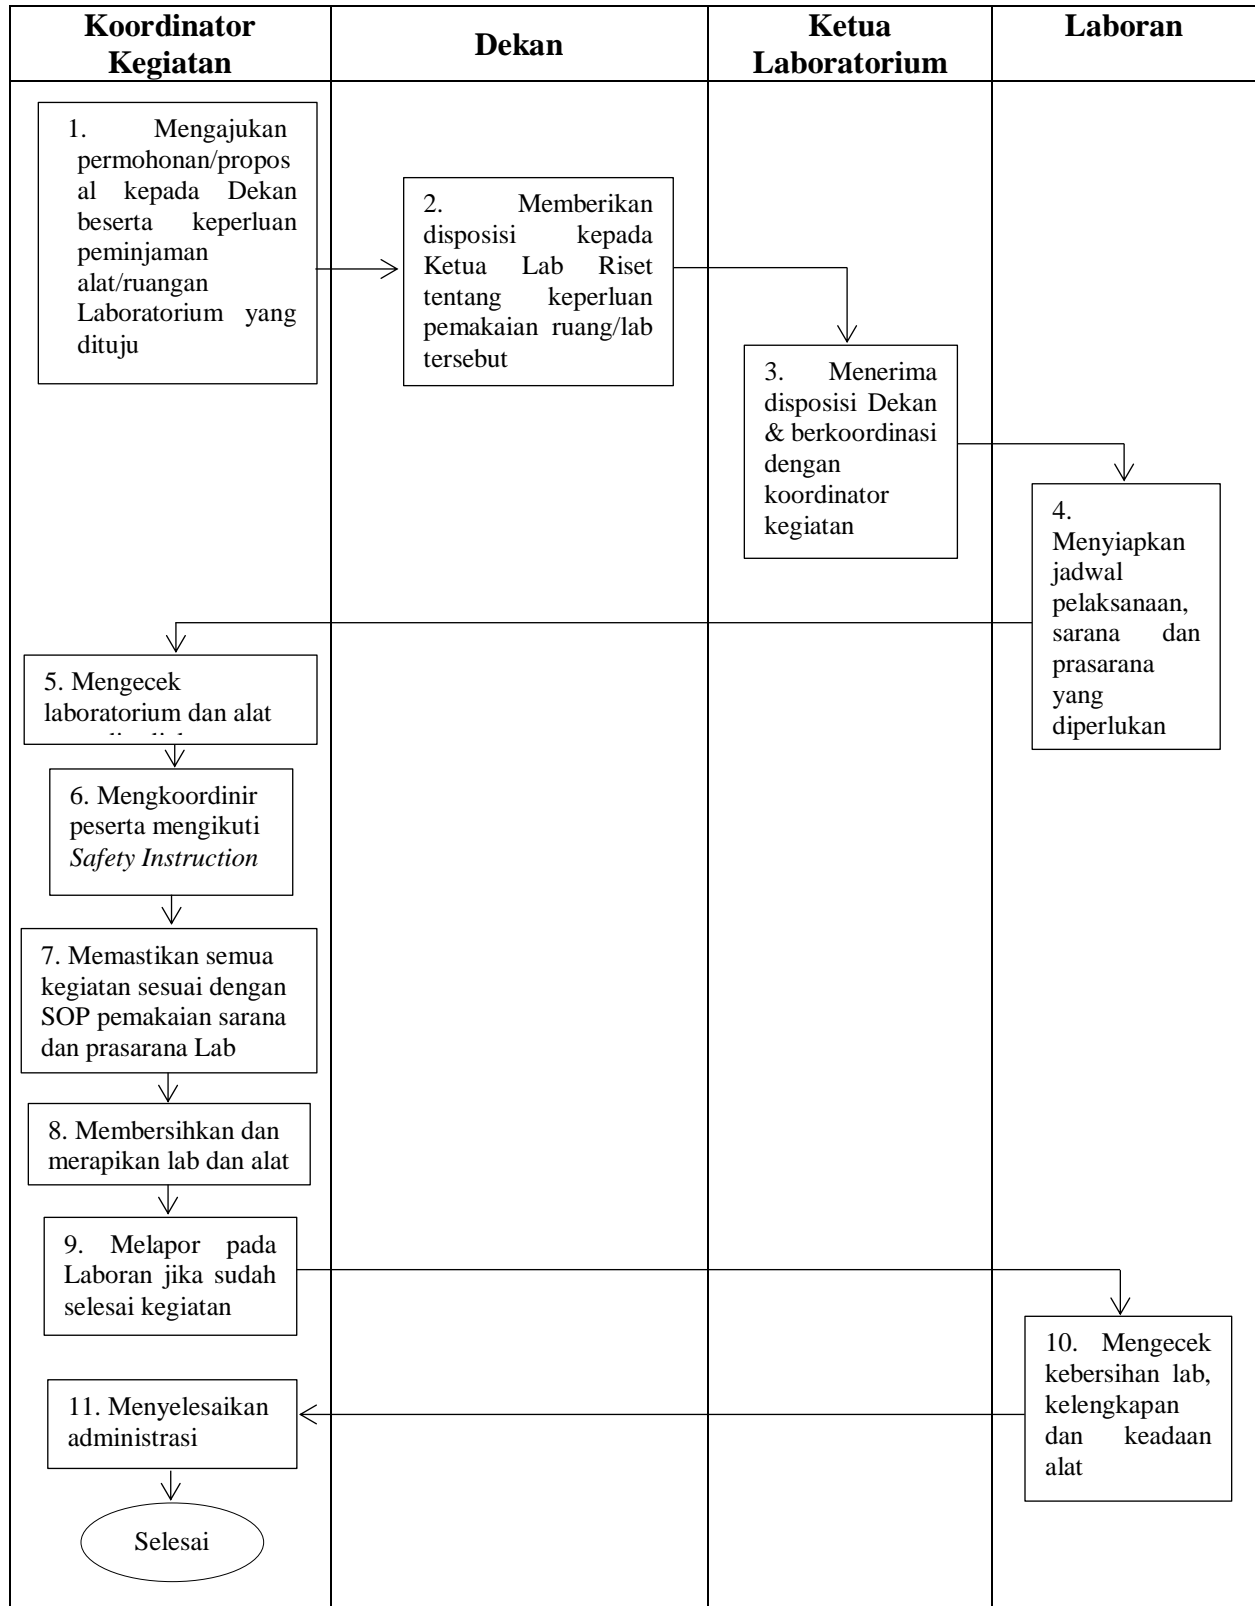 Koordinator
Kegiatan
Dekan
Ketua
Laboratorium
Laboran
1. Mengajukan
permohonan/propos
al kepada Dekan
beserta keperluan
peminjaman
alat/ruangan
Laboratorium yang
dituju
2. Memberikan
disposisi kepada
Ketua Lab Riset
tentang keperluan
pemakaian ruang/lab
tersebut
3. Menerima
disposisi Dekan
& berkoordinasi
dengan
koordinator
kegiatan
4.
Menyiapkan
jadwal
pelaksanaan,
sarana dan
prasarana
yang
diperlukan
5. Mengecek
laboratorium dan alat
6. Mengkoordinir
peserta mengikuti
Safety Instruction
7. Memastikan semua
kegiatan sesuai dengan
SOP pemakaian sarana
dan prasarana Lab
8. Membersihkan dan
merapikan lab dan alat
9. Melapor pada
Laboran jika sudah
selesai kegiatan
10. Mengecek
kebersihan lab,
kelengkapan
dan keadaan
alat
11. Menyelesaikan
administrasi
Selesai